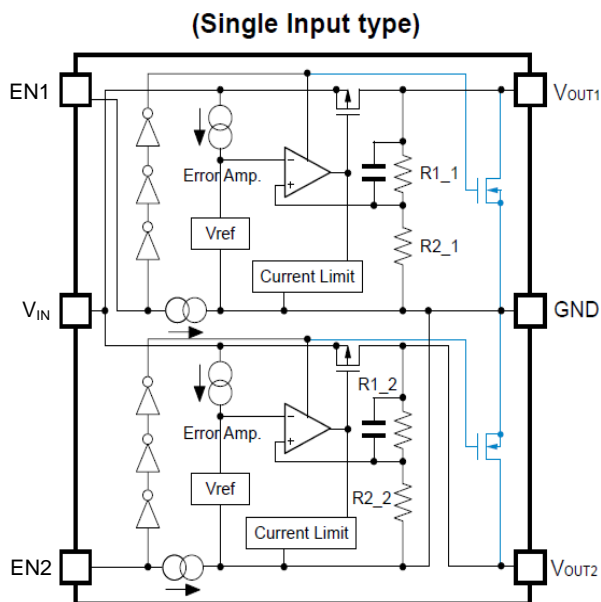 (Single Input type)
EN1
VOUT1
−
Error Amp.
+
R1_1
Vref
R2_1
Current Limit
VIN
GND
R1_2
−
Error Amp.
+
Vref
R2_2
Current Limit
EN2
VOUT2